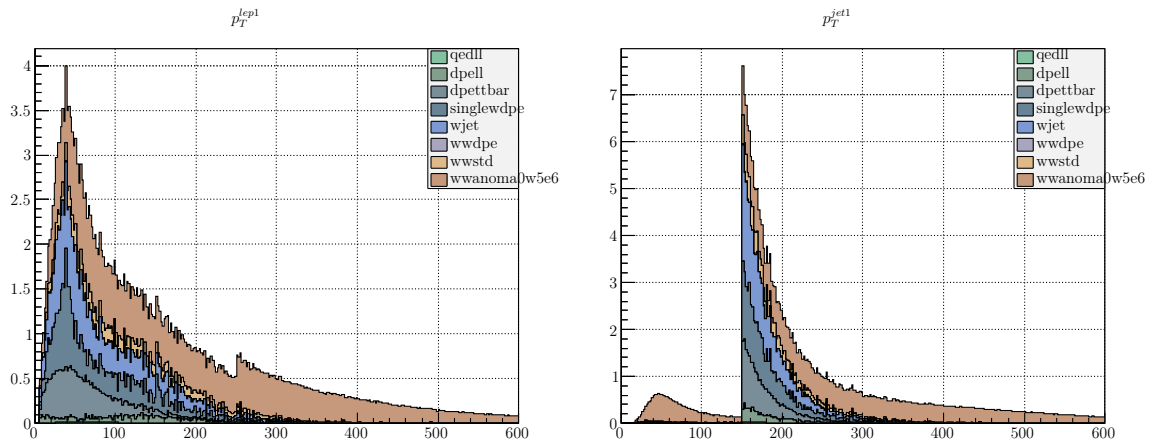 p_T^{lep1}
4
3.5
3
2.5
2
1.5
1
0.5
0
0 100 200 300 400 500 600
qedll
dpell
dpettbar
singlewdpe
wjet
wwdpe
wwstd
wwanoma0w5e6
p_T^{jet1}
7
6
5
4
3
2
1
0
0 100 200 300 400 500 600
qedll
dpell
dpettbar
singlewdpe
wjet
wwdpe
wwstd
wwanoma0w5e6